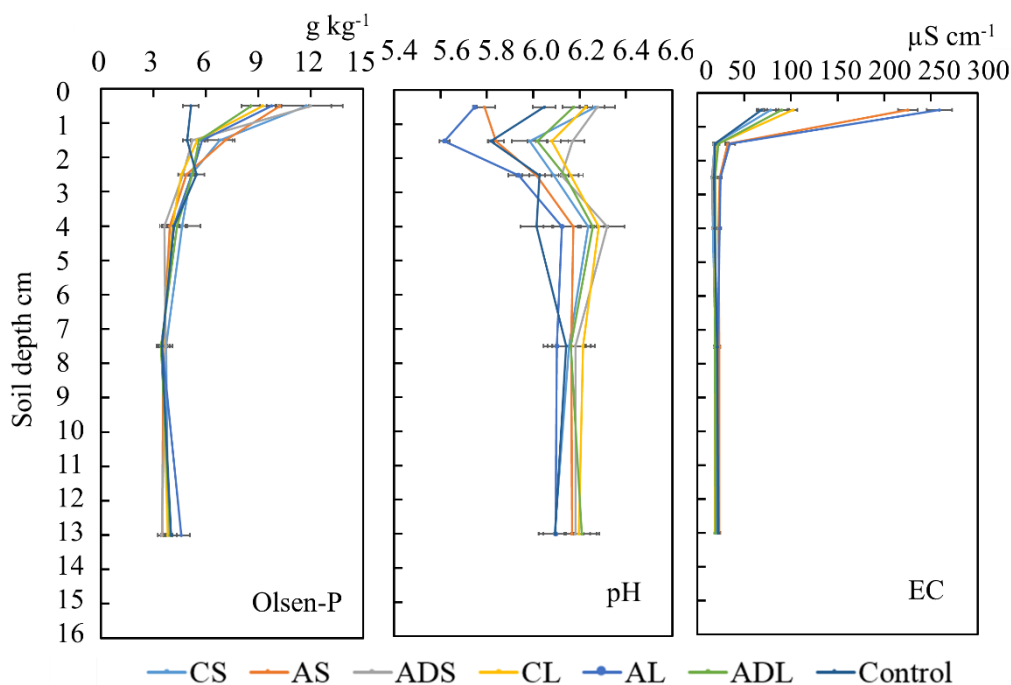 g kg-1
0 3 6 9 12 15
5.4 5.6 5.8 6.0 6.2 6.4 6.6
µS cm-1
0 50 100 200 250 300
Soil depth cm
0
1
2
3
4
5
6
7
8
9
10
11
12
13
14
15
16
Olsen-P
pH
EC
CS AS ADS CL AL ADL Control